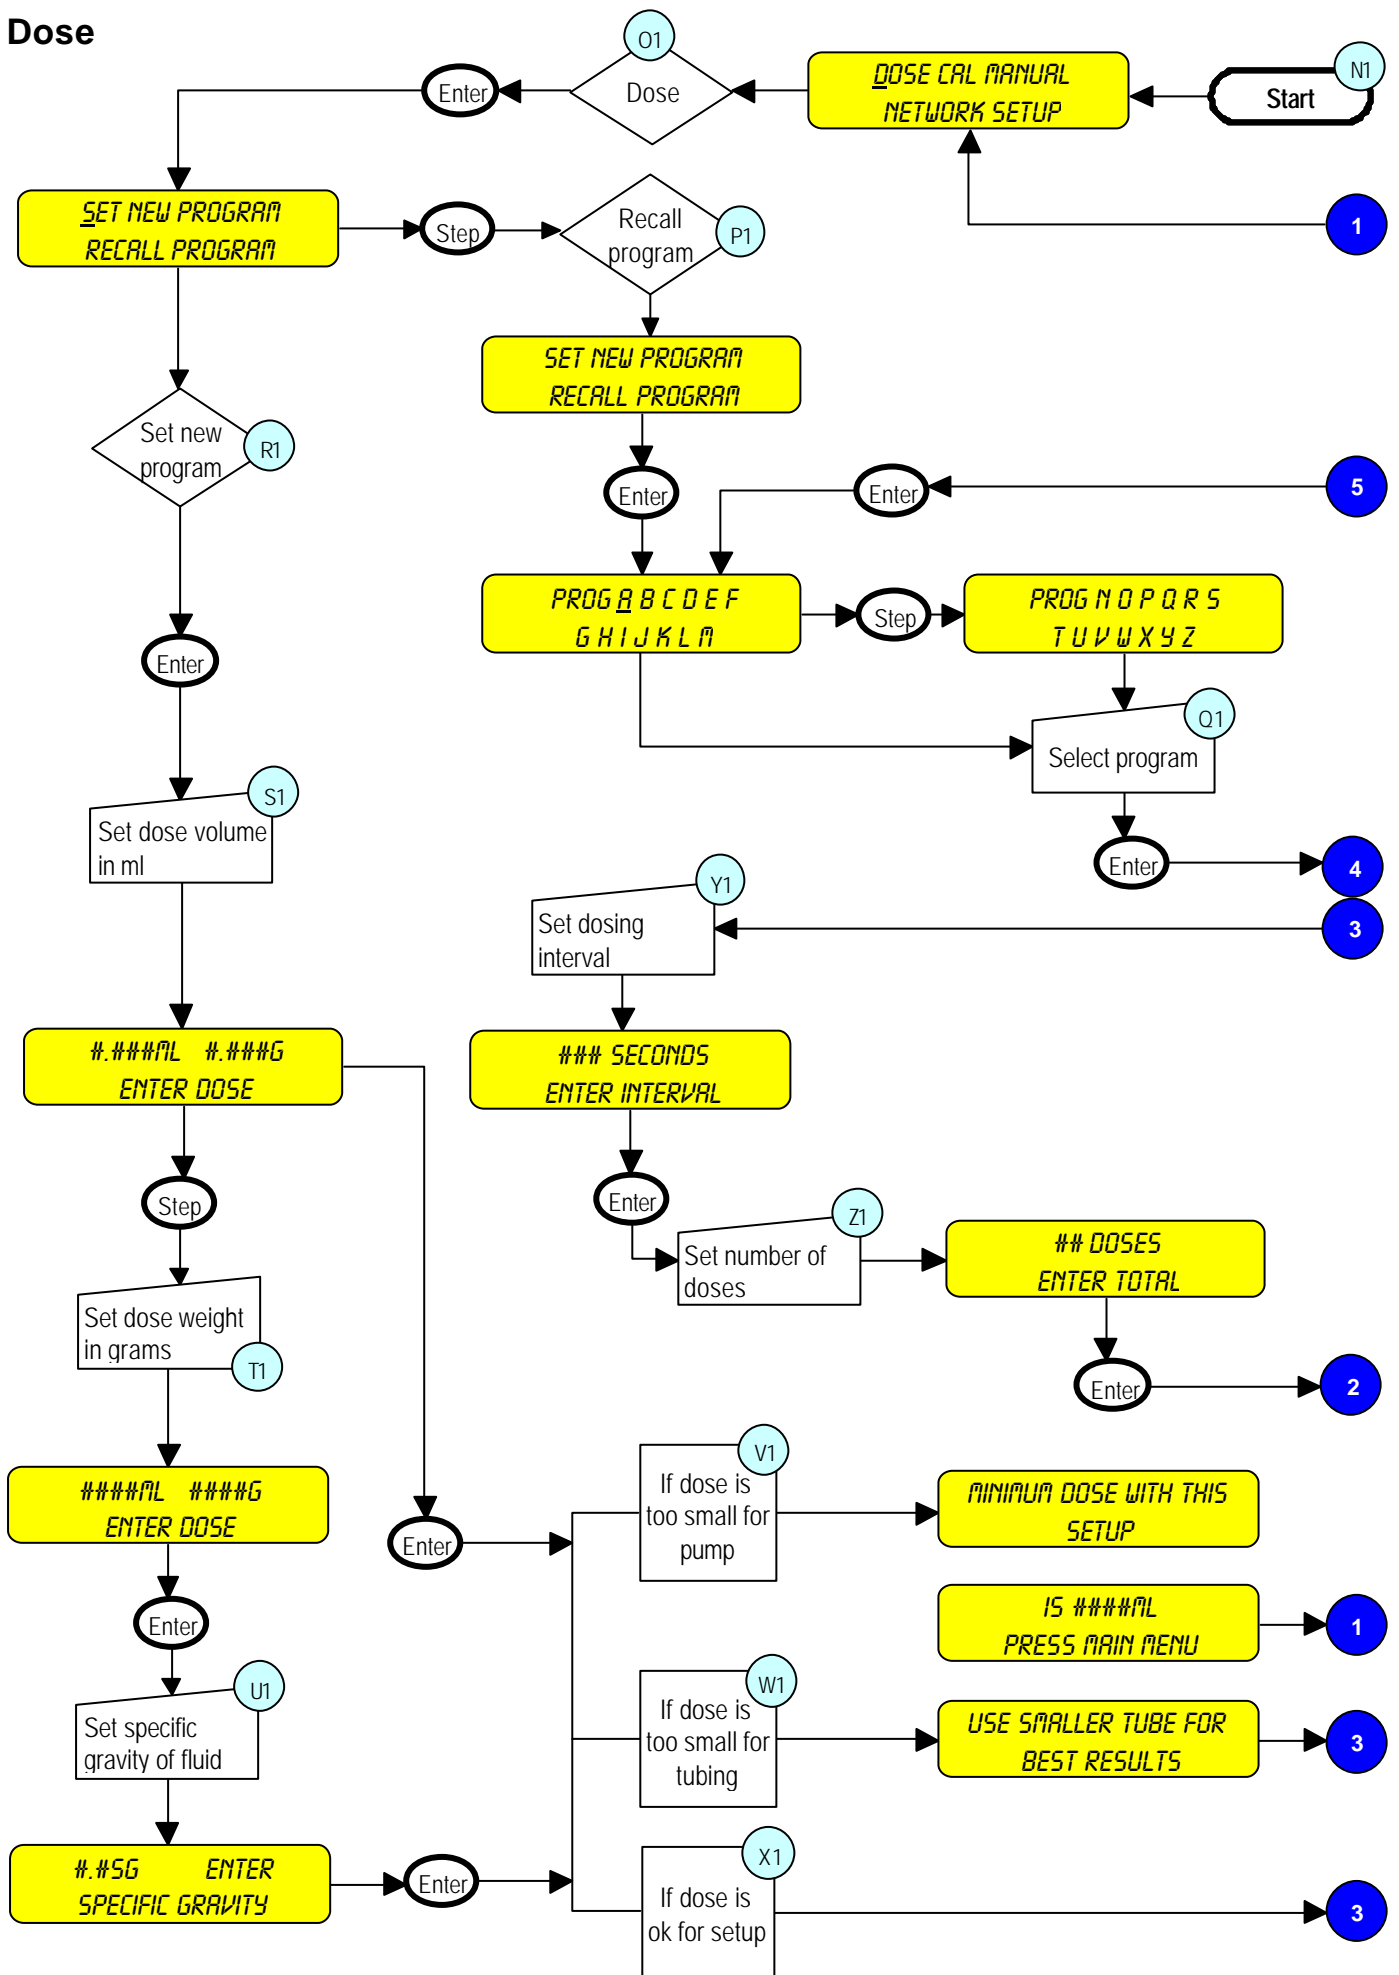 Dose
O1
Dose
Enter
DOSE CAL MANUAL
NETWORK SETUP
N1
Start
1
SET NEW PROGRAM
RECALL PROGRAM
Step
Recall
program
P1
SET NEW PROGRAM
RECALL PROGRAM
Set new
program
R1
Enter
Enter
5
PROG A B C D E F
G H I J K L M
Step
PROG N O P Q R S
T U V W X Y Z
Enter
Q1
Select program
S1
Set dose volume
in ml
Enter
4
Y1
Set dosing
interval
3
#.###ML #.###G
ENTER DOSE
### SECONDS
ENTER INTERVAL
Step
Enter
Z1
Set number of
doses
## DOSES
ENTER TOTAL
Set dose weight
in grams
T1
Enter
2
V1
If dose is
too small for
pump
MINIMUM DOSE WITH THIS
SETUP
####ML ####G
ENTER DOSE
Enter
Enter
IS ####ML
PRESS MAIN MENU
1
U1
Set specific
gravity of fluid
W1
If dose is
too small for
tubing
USE SMALLER TUBE FOR
BEST RESULTS
3
#.#SG ENTER
SPECIFIC GRAVITY
Enter
X1
If dose is
ok for setup
3